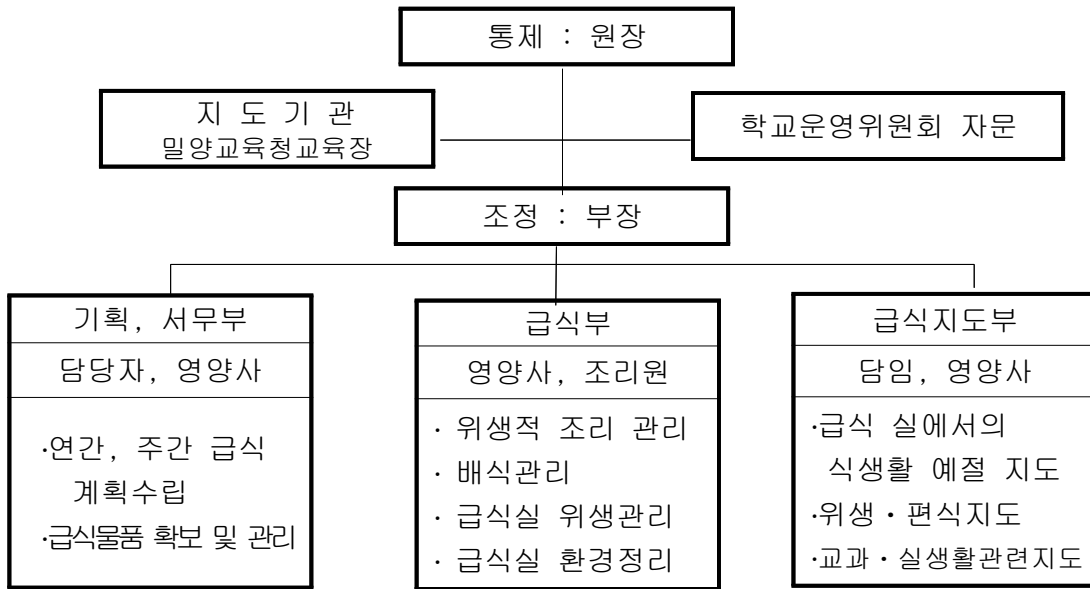 통제 : 원장
지 도 기 관
밀양교육청교육장
학교운영위원회 자문
조정 : 부장
기획, 서무부
담당자, 영양사
·연간, 주간 급식
계획수립
·급식물품 확보 및 관리
급식부
영양사, 조리원
· 위생적 조리 관리
· 배식관리
· 급식실 위생관리
· 급식실 환경정리
급식지도부
담임, 영양사
·급식 실에서의
식생활 예절 지도
·위생·편식지도
·교과·실생활관련지도